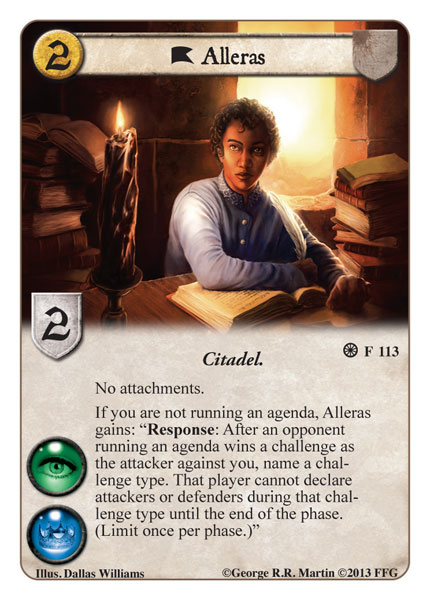 2
Alleras
2
Citadel.
F 113
No attachments.
If you are not running an agenda, Alleras
gains: “Response: After an opponent
running an agenda wins a challenge as
the attacker against you, name a chal-
lenge type. That player cannot declare
attackers or defenders during that chal-
lenge type until the end of the phase.
(Limit once per phase.)”
Illus. Dallas Williams
©George R.R. Martin ©2013 FFG